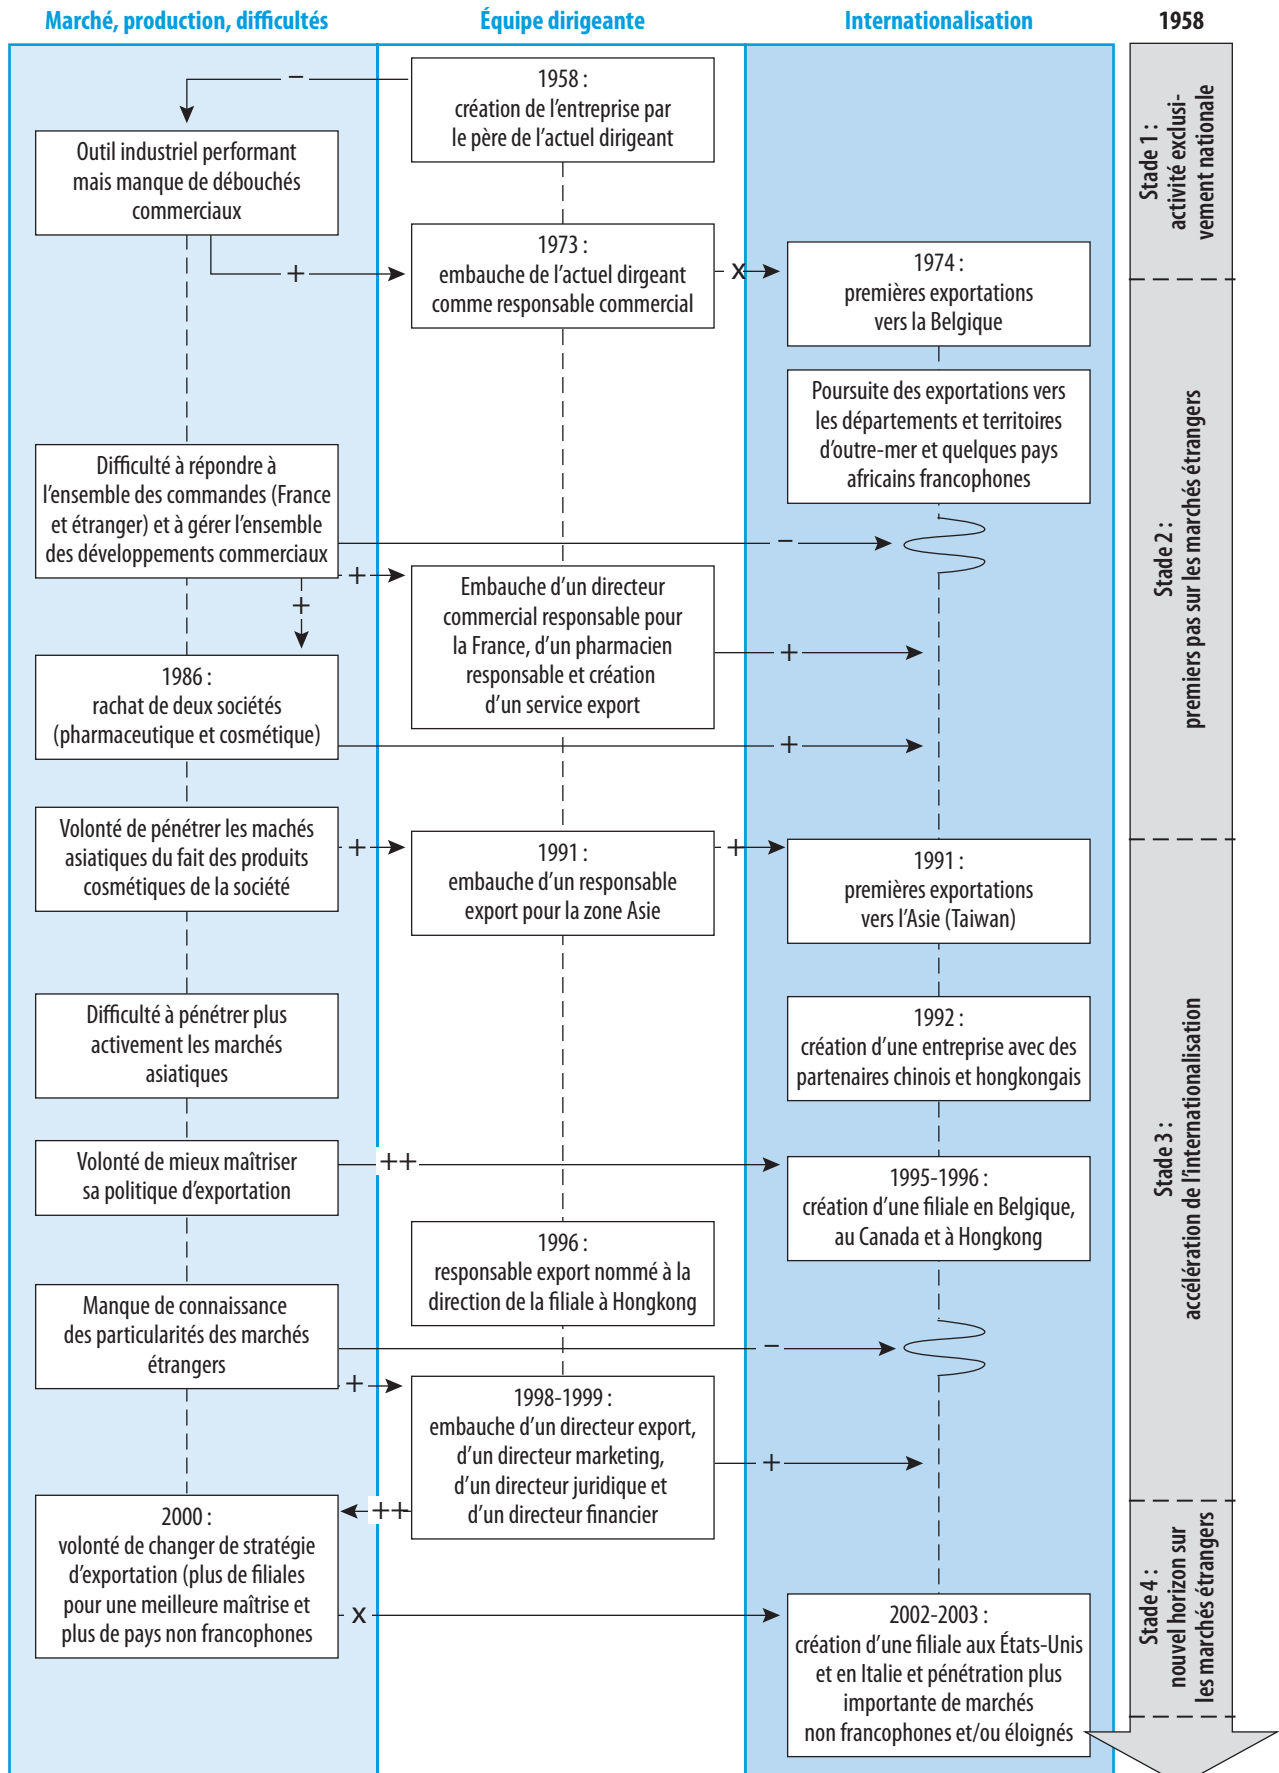 Marché, production, difficultés
Équipe dirigeante
Internationalisation
1958
1958 :
création de l'entreprise par
le père de l'actuel dirigeant
–
Outil industriel performant
mais manque de débouchés
commerciaux
Stade 1 :
activité exclusi-
vement nationale
+
1973 :
embauche de l'actuel dirgeant
comme responsable commercial
x
1974 :
premières exportations
vers la Belgique
Poursuite des exportations vers
les départements et territoires
d'outre-mer et quelques pays
africains francophones
Stade 2 :
premiers pas sur les marchés étrangers
Difficulté à répondre à
l'ensemble des commandes (France
et étranger) et à gérer l'ensemble
des développements commerciaux
–
+
+
Embauche d'un directeur
commercial responsable pour
la France, d'un pharmacien
responsable et création
d'un service export
+
1986 :
rachat de deux sociétés
(pharmaceutique et cosmétique)
+
Volonté de pénétrer les machés
asiatiques du fait des produits
cosmétiques de la société
+
1991 :
embauche d'un responsable
export pour la zone Asie
+
1991 :
premières exportations
vers l'Asie (Taiwan)
Difficulté à pénétrer plus
activement les marchés
asiatiques
1992 :
création d'une entreprise avec des
partenaires chinois et hongkongais
Stade 3 :
accélération de l'internationalisation
Volonté de mieux maîtriser
sa politique d'exportation
++
1995-1996 :
création d'une filiale en Belgique,
au Canada et à Hongkong
1996 :
responsable export nommé à la
direction de la filiale à Hongkong
Manque de connaissance
des particularités des marchés
étrangers
–
+
1998-1999 :
embauche d'un directeur export,
d'un directeur marketing,
d'un directeur juridique et
d'un directeur financier
+
++
2000 :
volonté de changer de stratégie
d'exportation (plus de filiales
pour une meilleure maîtrise et
plus de pays non francophones
x
2002-2003 :
création d'une filiale aux États-Unis
et en Italie et pénétration plus
importante de marchés
non francophones et/ou éloignés
Stade 4 :
nouvel horizon sur
les marchés étrangers